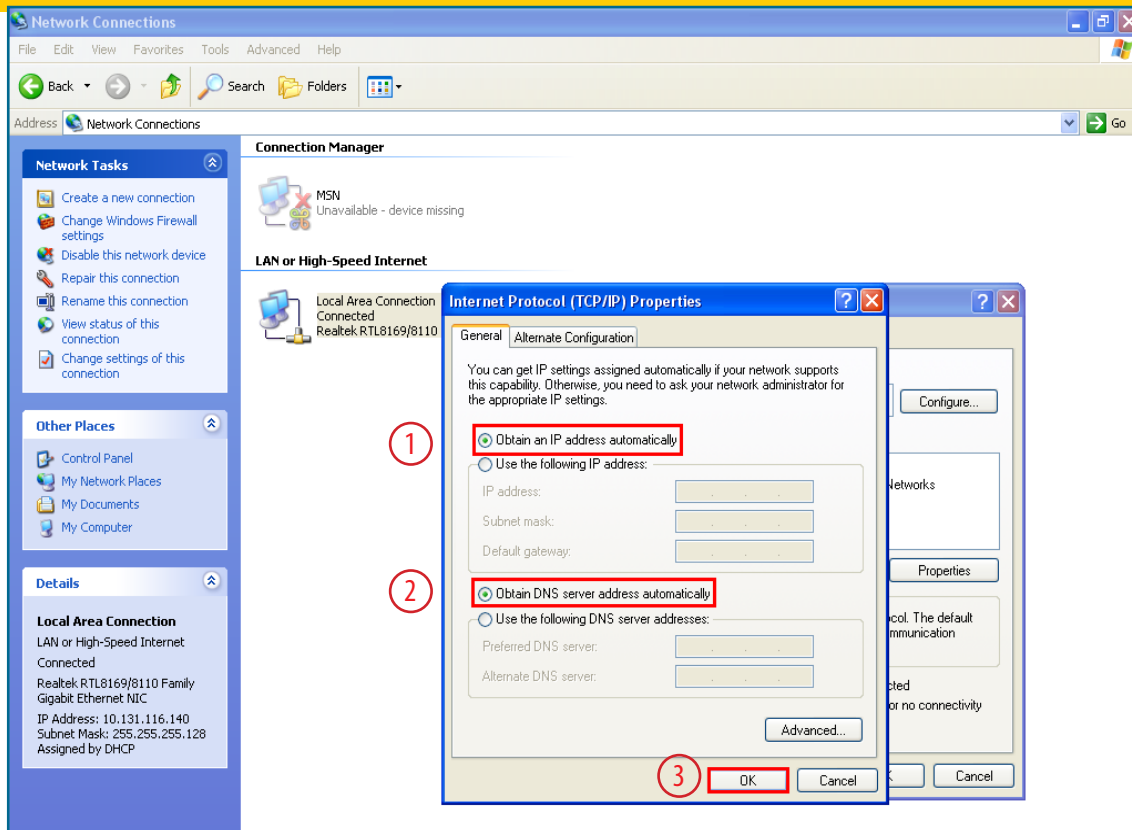 Network Connections
File Edit View Favorites Tools Advanced Help
Back Search Folders
Address Network Connections Go
Network Tasks
Create a new connection
Change Windows Firewall
settings
Disable this network device
Repair this connection
Rename this connection
View status of this
connection
Change settings of this
connection
Other Places
Control Panel
My Network Places
My Documents
My Computer
Details
Local Area Connection
LAN or High-Speed Internet
Connected
Realtek RTL8169/8110 Family
Gigabit Ethernet NIC
IP Address: 10.131.116.140
Subnet Mask: 255.255.255.128
Assigned by DHCP
Connection Manager
MSN
Unavailable - device missing
LAN or High-Speed Internet
Local Area Connection
Connected
Realtek RTL8169/8110
Internet Protocol (TCP/IP) Properties
General Alternate Configuration
You can get IP settings assigned automatically if your network supports
this capability. Otherwise, you need to ask your network administrator for
the appropriate IP settings.
1
Obtain an IP address automatically
Use the following IP address:
IP address:
Subnet mask:
Default gateway:
2
Obtain DNS server address automatically
Use the following DNS server addresses:
Preferred DNS server:
Alternate DNS server:
Advanced...
3
OK Cancel
Configure...
Networks
Properties
col. The default
mmunication
cted
or no connectivity
Cancel